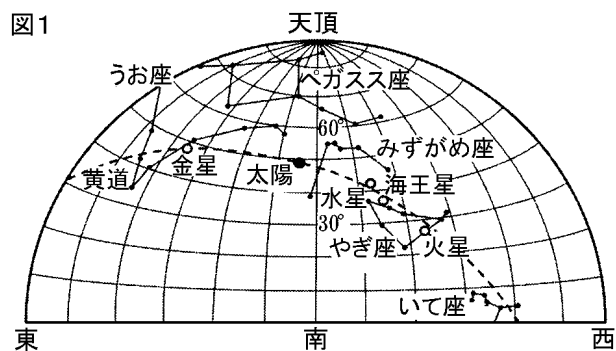 図1
天頂
うお座
ペガスス座
60°
みずがめ座
金星
黄道
太陽
水星
海王星
30°
やぎ座
火星
いて座
東
南
西